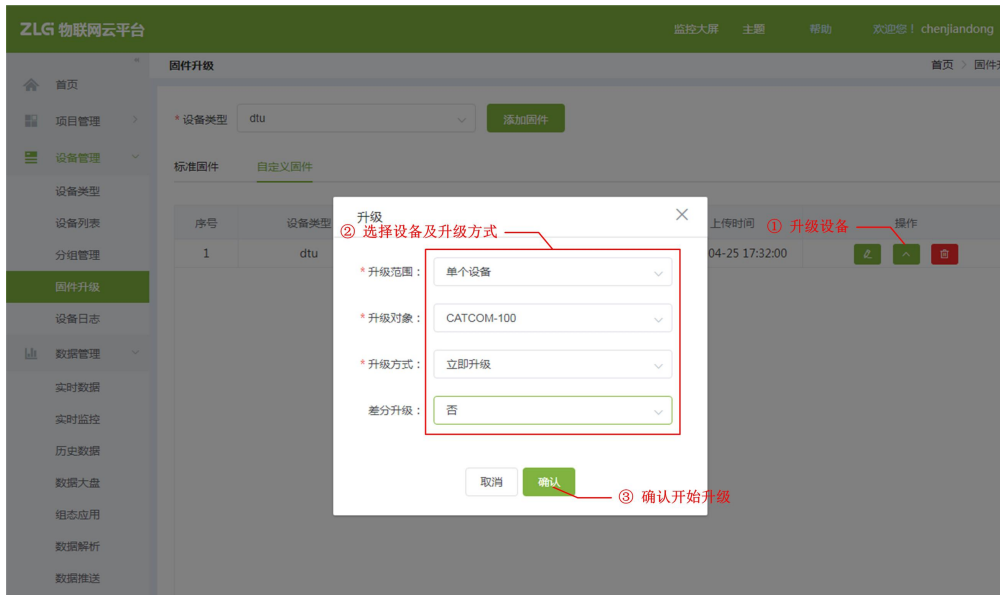 ZLG 物联网云平台
监控大屏 主题 帮助 欢迎您！ chenjiandong
«
固件升级
首页 > 固件升
首页
项目管理
* 设备类型 dtu 添加固件
设备管理
标准固件 自定义固件
设备类型
设备列表
序号 设备类型 上传时间 操作
升级
① 升级设备
② 选择设备及升级方式
分组管理
1 dtu 04-25 17:32:00
* 升级范围： 单个设备
固件升级
设备日志
* 升级对象： CATCOM-100
数据管理
* 升级方式： 立即升级
实时数据
差分升级： 否
实时监控
历史数据
数据大盘
取消 确认
③ 确认开始升级
组态应用
数据解析
数据推送